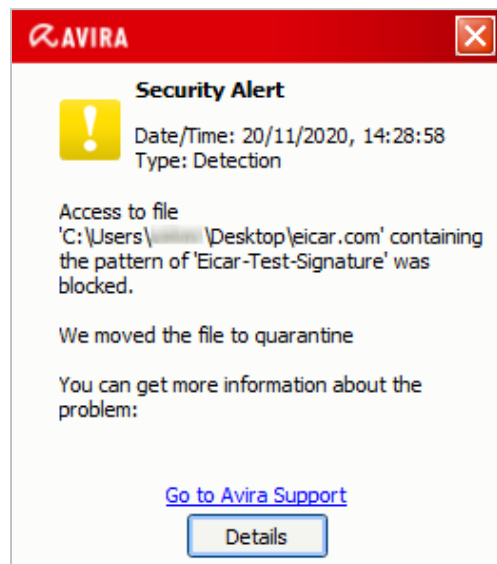 AVIRA
Security Alert
Date/Time: 20/11/2020, 14:28:58
Type: Detection
Access to file
'C:\Users\ \Desktop\eicar.com' containing
the pattern of 'Eicar-Test-Signature' was
blocked.
We moved the file to quarantine
You can get more information about the
problem:
Go to Avira Support
Details